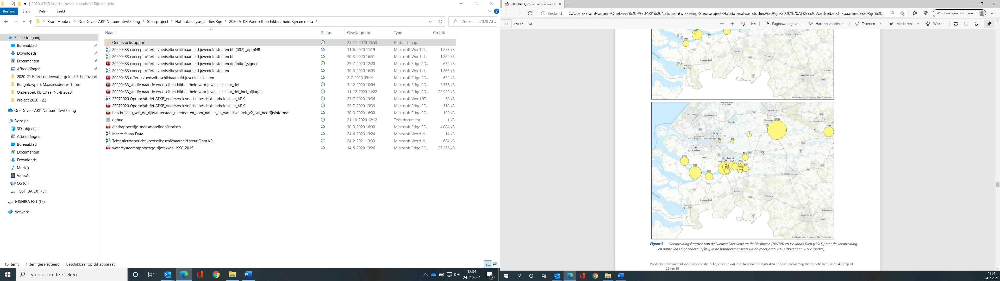 2020 ATKB Voedselbeschikbaarheid Rijn en delta
Bestand Start Delen Beeld
Bram Houben OneDrive - ARK Natuurontwikkeling Steurproject Habitatanalyse_studies Rijn 2020 ATKB Voedselbeschikbaarheid Rijn en delta
Zoeken in 2020 AT...
Naam Status Gewijzigd op Type Grootte
Snelle toegang
Bureaublad
Downloads
Documenten
Afbeeldingen
2020-21 Effect onderwater geluid-Scheepvaart
Bungalowpark Maasresidencie Thorn
Onderzoek KB totaal NL-B 2020
Project 2020 - 22
OneDrive - ARK Natuurontwikkeling
Deze pc
3D-objecten
Afbeeldingen
Bureaublad
Documenten
Downloads
Muziek
Video's
OS (C:)
TOSHIBA EXT (D:)
TOSHIBA EXT (D:)
Netwerk
Onderzoeksrapport 25-11-2020 13:53 Bestandsmap
20200433 concept offerte voedselbeschikbaarheid juveniele steuren bh (002) _opmNB 11-6-2020 11:19 Microsoft Word-d... 1.273 kB
20200433 concept offerte voedselbeschikbaarheid juveniele steuren bh 30-3-2020 16:51 Microsoft Word-d... 1.269 kB
20200433 concept offerte voedselbeschikbaarheid juveniele steuren definitief_signed 23-7-2020 12:20 Microsoft Edge PD... 634 kB
20200433 concept offerte voedselbeschikbaarheid juveniele steuren 30-3-2020 16:03 Microsoft Word-d... 1.266 kB
20200433 offerte voedselbeschikbaarheid juveniele steuren 2-7-2020 09:44 Microsoft Edge PD... 634 kB
20200433_studie naar de voedselbeschikbaarheid voor juveniele steur_def 3-12-2020 10:04 Microsoft Edge PD... 3.576 kB
20200433_studie naar de voedselbeschikbaarheid voor juveniele steur_def_incl_bijlagen 11-12-2020 11:22 Microsoft Edge PD... 23.920 kB
23072020 Opdrachtbrief ATKB_onderzoek voedselbeschikbaarheid steur_ARK 23-7-2020 13:36 Microsoft Word 97... 58 kB
23072020 Opdrachtbrief ATKB_onderzoek voedselbeschikbaarheid steur_ARK 23-7-2020 13:39 Microsoft Edge PD... 518 kB
beschrijving_van_de_rijkswaterstaat_meetnetten_voor_natuur_en_waterkwaliteit_v2_rws_bedrijfsinformat 30-3-2020 16:00 Microsoft Edge PD... 199 kB
debug 21-10-2020 12:12 Tekstdocument 1 kB
eindrapportrijn-maasmondinghistorisch 30-3-2020 16:00 Microsoft Edge PD... 4.084 kB
Macro fauna Data 24-6-2020 13:24 Microsoft Word-d... 14 kB
Tekst nieuwsbericht voedselbeschikbaarheid steur Opm KR 24-2-2021 13:33 Microsoft Word-d... 684 kB
watersysteemrapportage-rijntakken-1990-2015 14-5-2020 13:26 Microsoft Edge PD... 27.256 kB
16 items 1 item geselecteerd Beschikbaar op dit apparaat
Typ hier om te zoeken
13:34
24-2-2021
3
20200433_studie naar de voedse
Bestand C:/Users/BramHouben/OneDrive%20-%20ARK%20Natuurontwikkeling/Steurproject/Habitatanalyse_studies%20Rijn/2020%20ATKB%20Voedselbeschikbaarheid%20Rijn%20... Wordt niet gesynchroniseerd
31 van 46 Paginaweergave Hardop voorlezen Tekenen Markeren Wissen
1795
's-Hertogenbosch
Breda
Tilburg
Roosendaal
Bergen
op Zoom
Eindhoven
Helmond
Esri Nederland, Community Map Contributors
den Rijn
Utrecht Zeist
Den Haag Zoetermeer
Gouda
Delft
Nieuwegein
Veenendaal Ede
4429
Capelle
aan den IJssel
Schiedam
Vlaardingen Rotterdam
Spijkenisse
Tiel
Dordrecht
1844
3198
7027
2699
Oss
's-Hertogenbosch
Breda
Tilburg
Roosendaal
Bergen
op Zoom
Eindhoven
Helmond
Esri Nederland, Community Map Contributors
Figuur 5 Verspreidingskaarten van de Nieuwe Merwede en de Biesbosch (NWBB) en Hollands Diep (HOLD) met de verspreiding
en aantallen Oligochaeta (n/m2) in de handnetmonsters uit de meetjaren 2013 (boven) en 2017 (onder).
Voedselbeschikbaarheid voor Europese steur (Acipenser sturio) in de Nederlandse Rijntakken en benedenrivierengebied | Definitief | 20200433/rap.01
25 van 39
13:34
24-2-2021